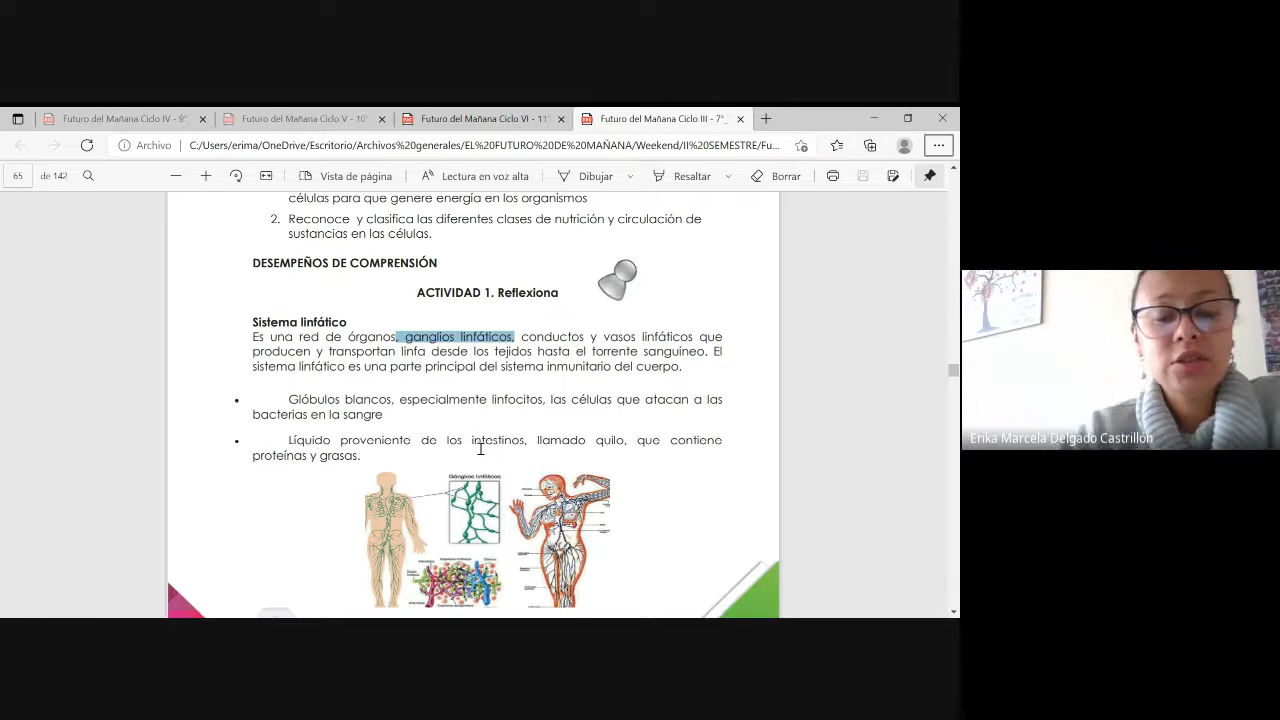 Futuro del Mañana Ciclo IV - 9°
Futuro del Mañana Ciclo V - 10°
Futuro del Mañana Ciclo VI - 11°
Futuro del Mañana Ciclo III - 7°_
Archivo
C:/Users/erima/OneDrive/Escritorio/Archivos%20generales/EL%20FUTURO%20DE%20MAÑANA/Weekend/II%20SEMESTRE/Fu...
65
de 142
Vista de página
Lectura en voz alta
Dibujar
Resaltar
Borrar
células para que genere energía en los organismos
2. Reconoce y clasifica las diferentes clases de nutrición y circulación de
sustancias en las células.
DESEMPEÑOS DE COMPRENSIÓN
ACTIVIDAD 1. Reflexiona
Sistema linfático
Es una red de órganos, ganglios linfáticos, conductos y vasos linfáticos que
producen y transportan linfa desde los tejidos hasta el torrente sanguíneo. El
sistema linfático es una parte principal del sistema inmunitario del cuerpo.
• Glóbulos blancos, especialmente linfocitos, las células que atacan a las
bacterias en la sangre
• Líquido proveniente de los intestinos, llamado quilo, que contiene
proteínas y grasas.
Gánglios linfáticos
Erika Marcela Delgado Castrillón